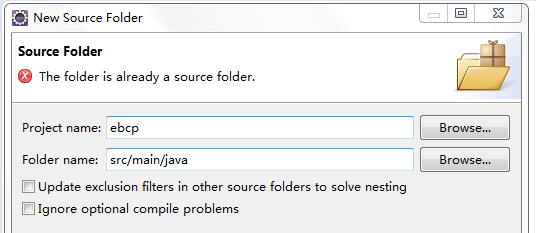 New Source Folder
Source Folder
The folder is already a source folder.
Project name: ebcp Browse...
Folder name: src/main/java Browse...
Update exclusion filters in other source folders to solve nesting
Ignore optional compile problems